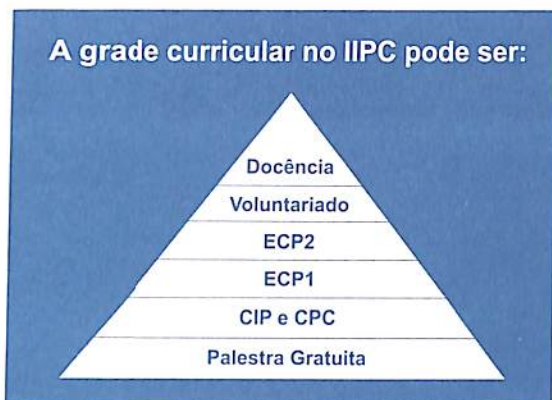 A grade curricular no IIPC pode ser:
Docência
Voluntariado
ECP2
ECP1
CIP e CPC
Palestra Gratuita